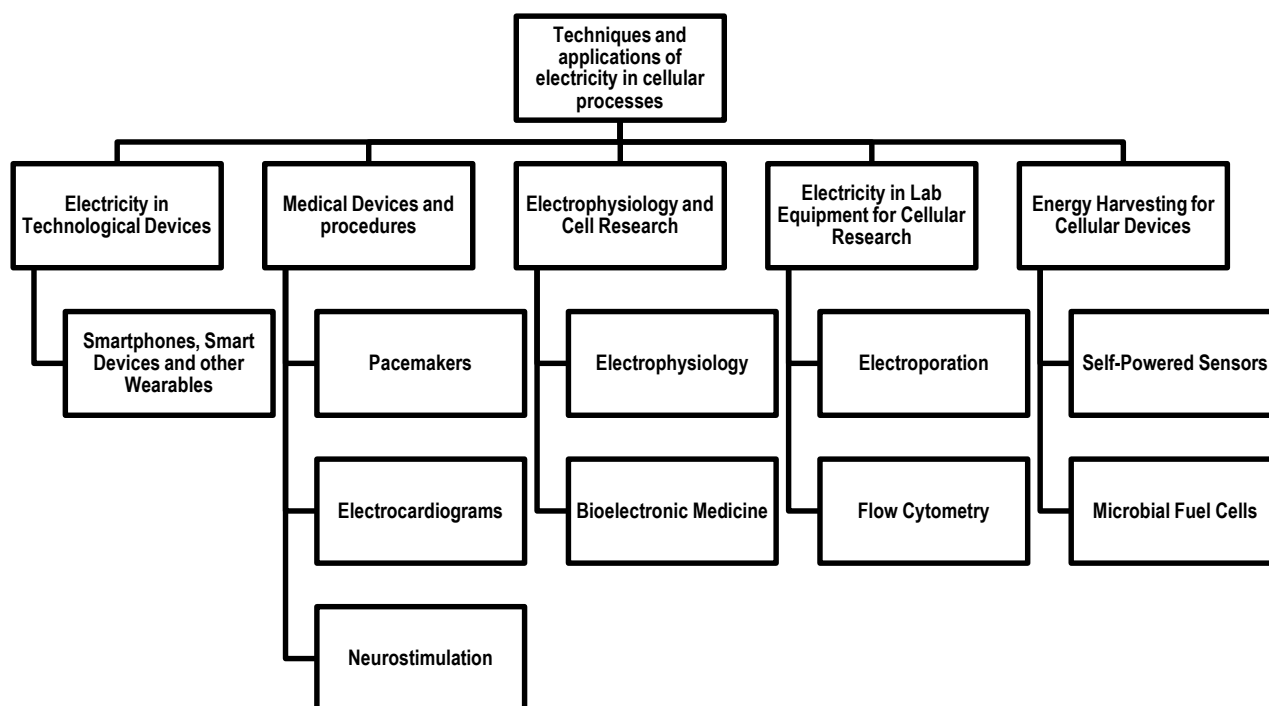 Techniques and
applications of
electricity in cellular
processes
Electricity in
Technological Devices
Medical Devices and
procedures
Electrophysiology and
Cell Research
Electricity in Lab
Equipment for Cellular
Research
Energy Harvesting for
Cellular Devices
Smartphones, Smart
Devices and other
Wearables
Pacemakers
Electrophysiology
Electroporation
Self-Powered Sensors
Electrocardiograms
Bioelectronic Medicine
Flow Cytometry
Microbial Fuel Cells
Neurostimulation